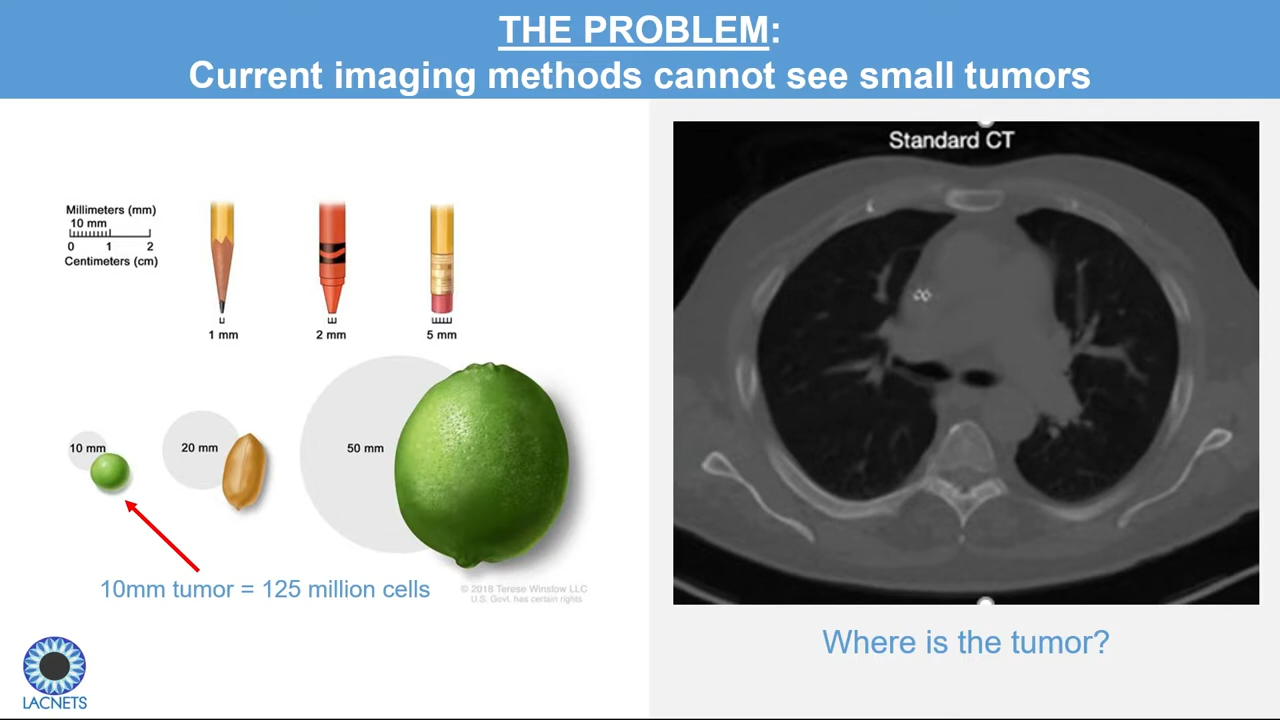 THE PROBLEM:
Current imaging methods cannot see small tumors
Millimeters (mm)
10 mm
0 1 2
Centimeters (cm)
1 mm
2 mm
5 mm
10 mm
20 mm
50 mm
10mm tumor = 125 million cells
© 2018 Terese Winslow LLC
U.S. Govt. has certain rights
LACNETS
Standard CT
Where is the tumor?